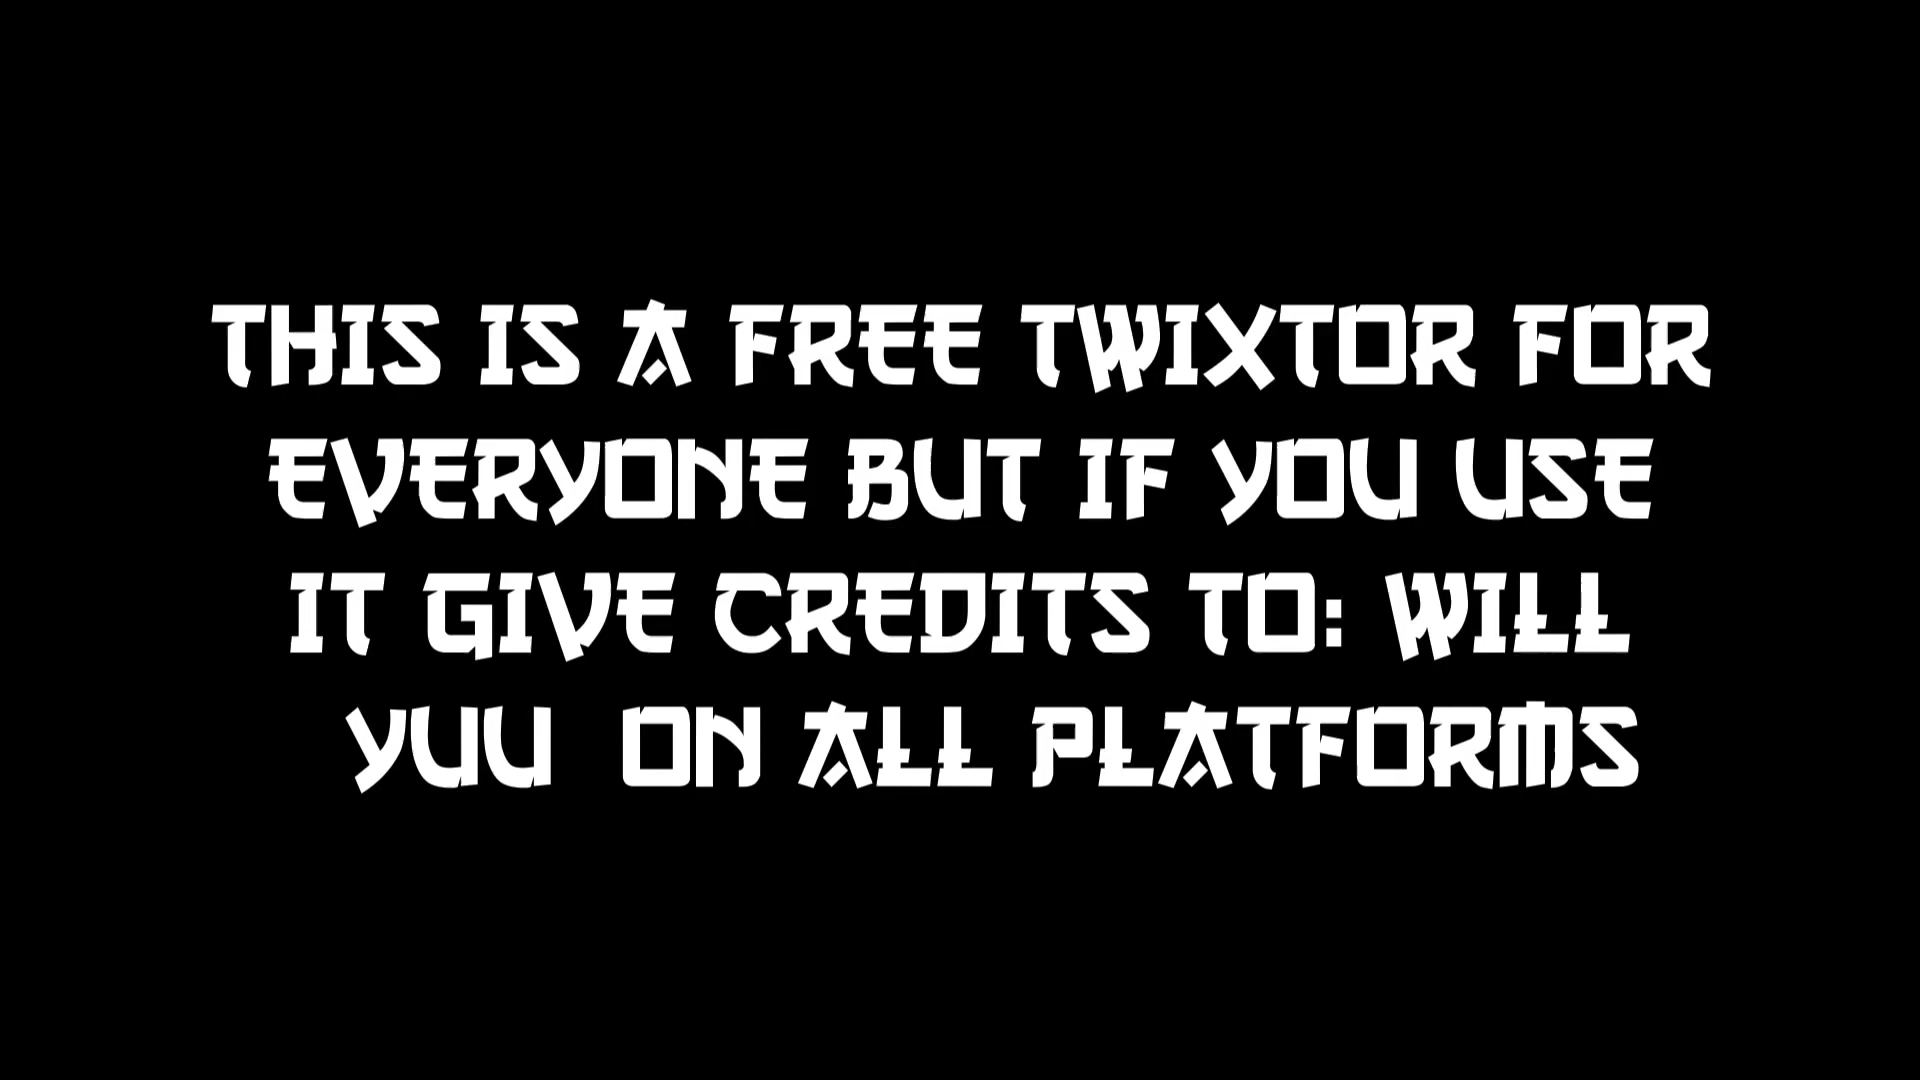 THIS IS A FREE TWIXTOR FOR
EVERYONE BUT IF YOU USE
IT GIVE CREDITS TO: WILL
YUU ON ALL PLATFORMS